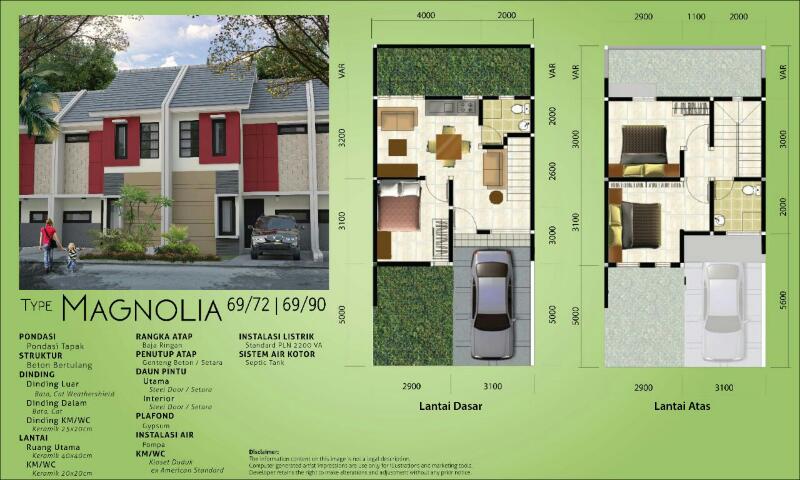 TYPE MAGNOLIA 69/72 | 69/90
PONDASI
Pondasi Tapak
STRUKTUR
Beton Bertulang
DINDING
Dinding Luar
Bata, Cat Weathershield
Dinding Dalam
Bata, Cat
Dinding KM/WC
Keramik 25x20cm
LANTAI
Ruang Utama
Keramik 40x40cm
KM/WC
Keramik 20x20cm
RANGKA ATAP
Baja Ringan
PENUTUP ATAP
Genteng Beton / Setara
DAUN PINTU
Utama
Steel Door / Setara
Interior
Steel Door / Setara
PLAFOND
Gypsum
INSTALASI AIR
Pompa
KM/WC
Kloset Duduk
ex American Standard
INSTALASI LISTRIK
Standard PLN 2200 VA
SISTEM AIR KOTOR
Septic Tank
Disclaimer:
The information content on this image is not a legal description.
Computer generated artist impressions are use only for illustrations and marketing tools.
Developer retains the right to make alterations and adjustment without any prior notice.
4000 2000
VAR
3200
3100
5000
VAR
2000
2600
3000
5000
2900 3100
Lantai Dasar
2900 1100 2000
VAR
3000
3100
5000
VAR
3000
2000
5600
2900 3100
Lantai Atas